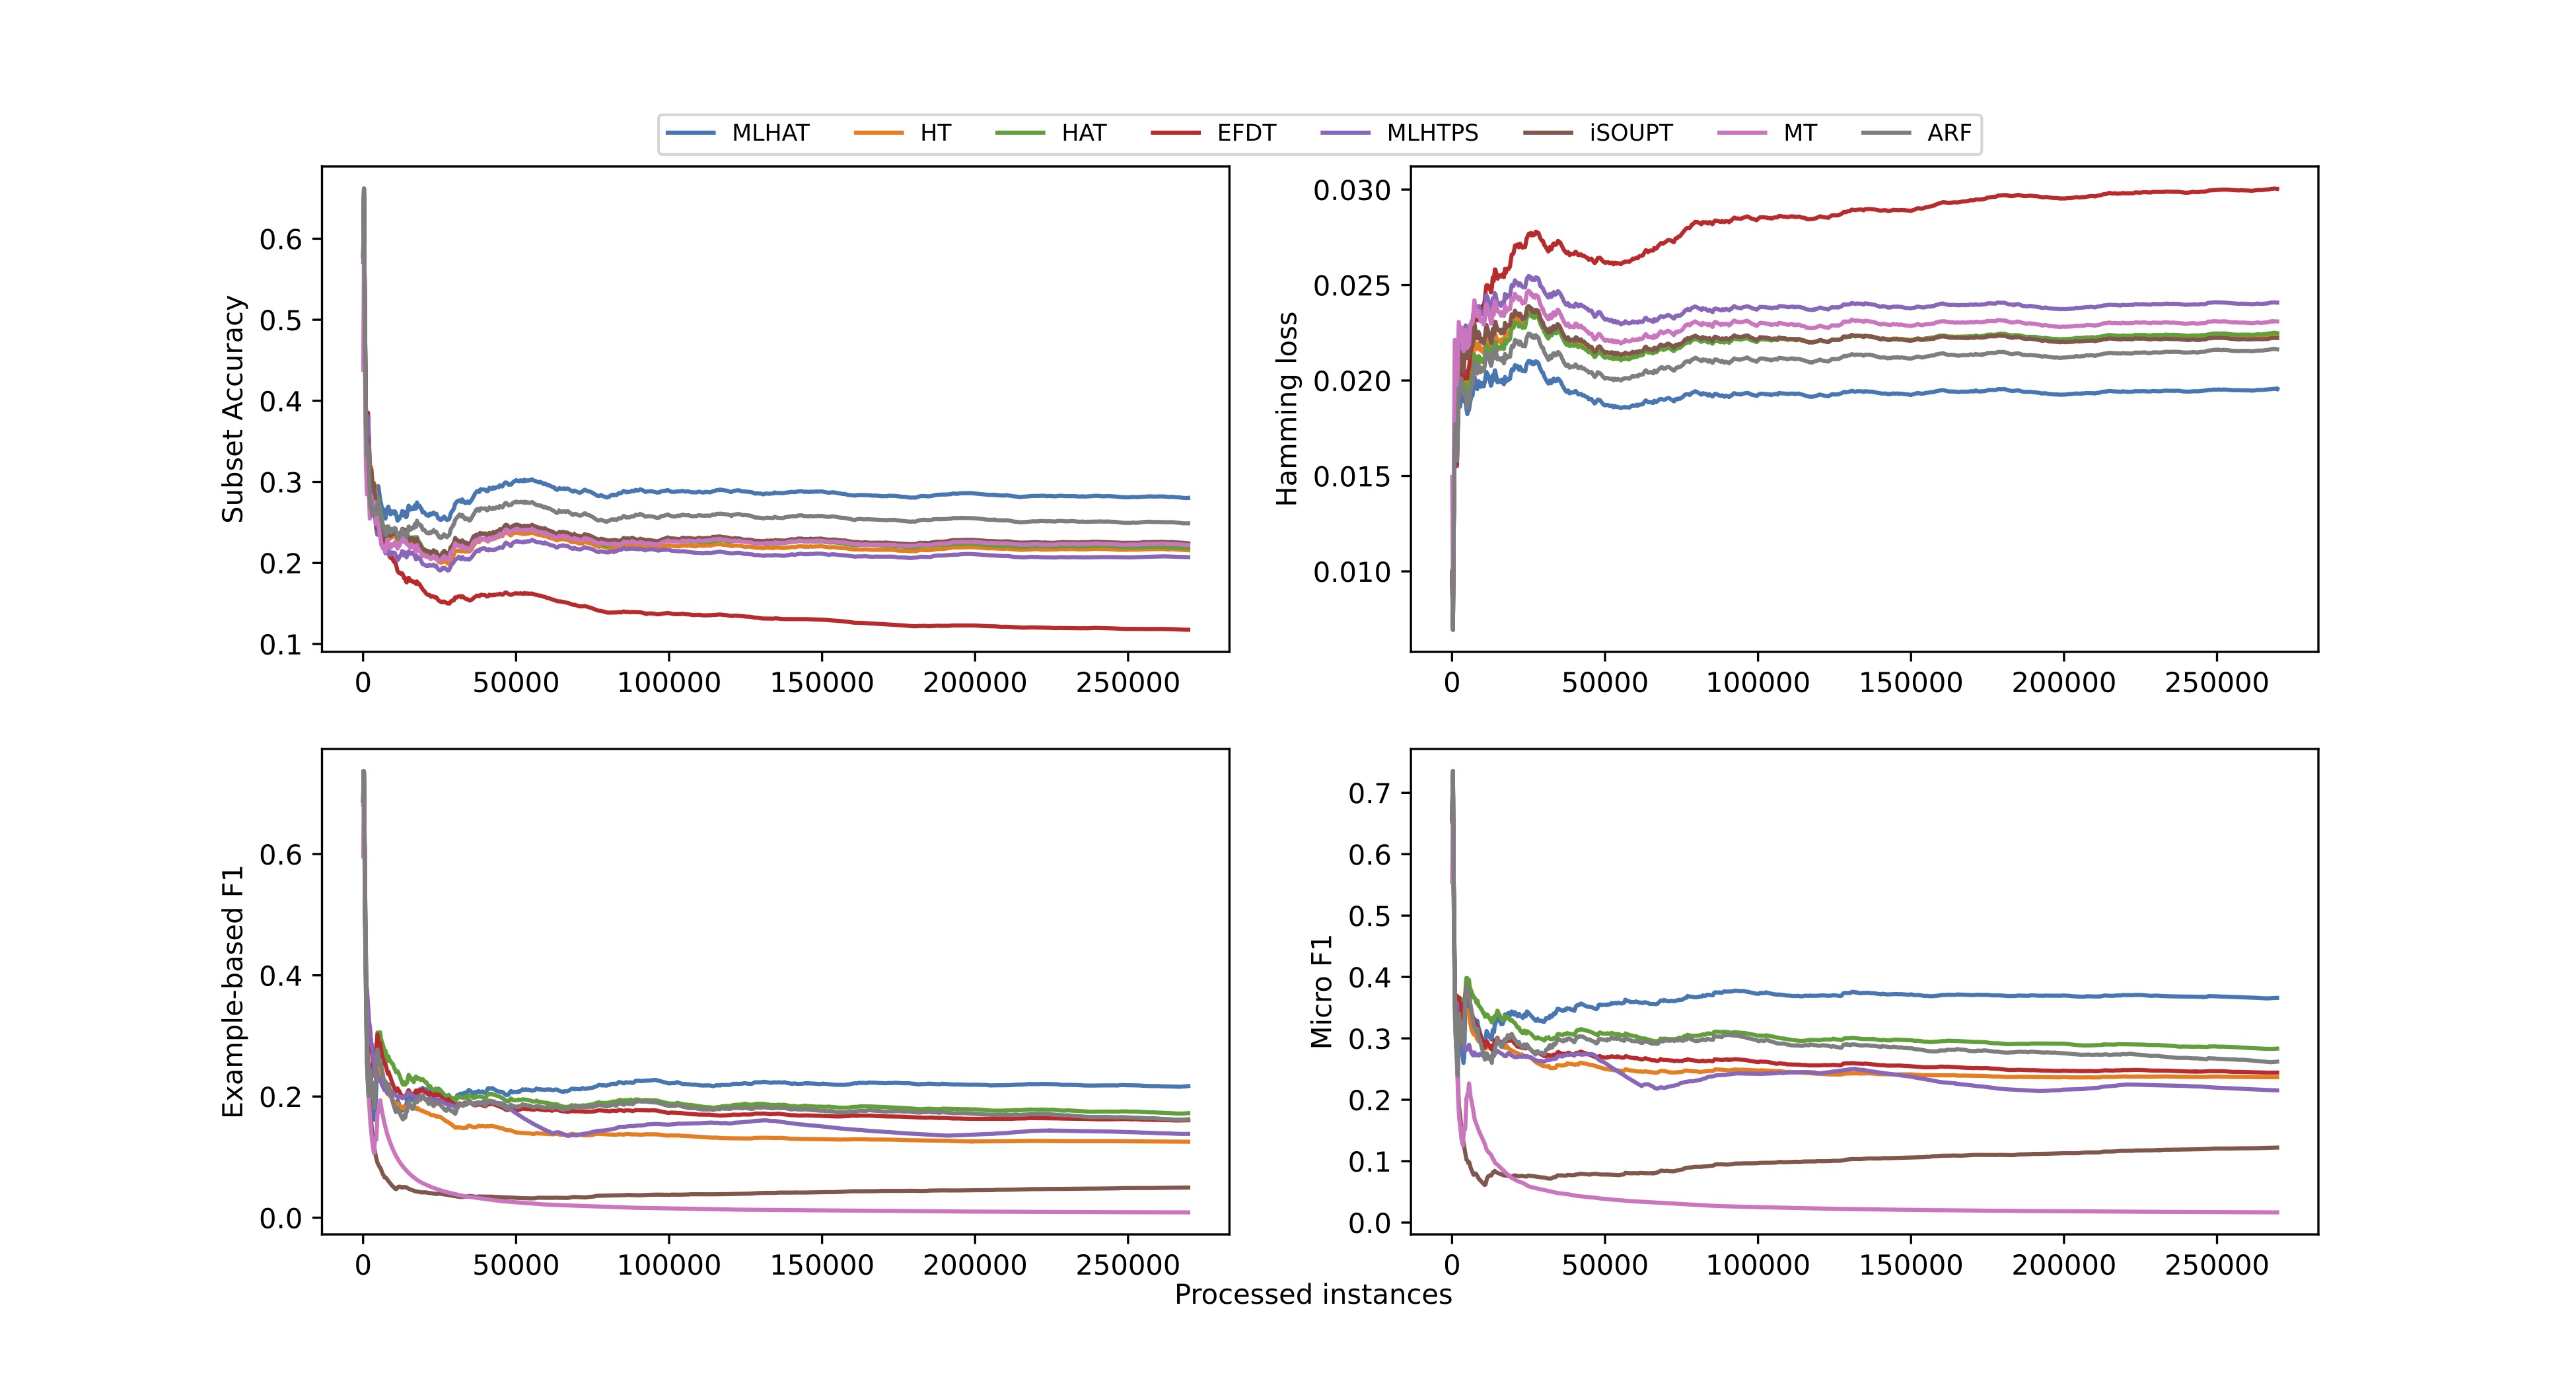 MLHAT HT HAT EFDT MLHTPS iSOUPT MT ARF
Subset Accuracy
0.6
0.5
0.4
0.3
0.2
0.1
0 50000 100000 150000 200000 250000
Hamming loss
0.030
0.025
0.020
0.015
0.010
0 50000 100000 150000 200000 250000
Example-based F1
0.6
0.4
0.2
0.0
0 50000 100000 150000 200000 250000
Micro F1
0.7
0.6
0.5
0.4
0.3
0.2
0.1
0.0
0 50000 100000 150000 200000 250000
Processed instances